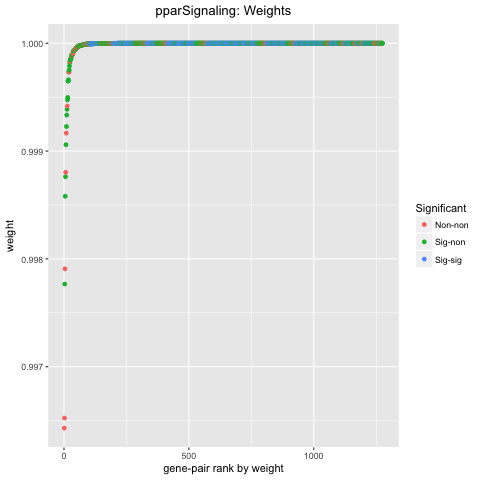 pparSignaling: Weights
1.000
0.999
0.998
0.997
weight
0
500
1000
gene-pair rank by weight
Significant
Non-non
Sig-non
Sig-sig